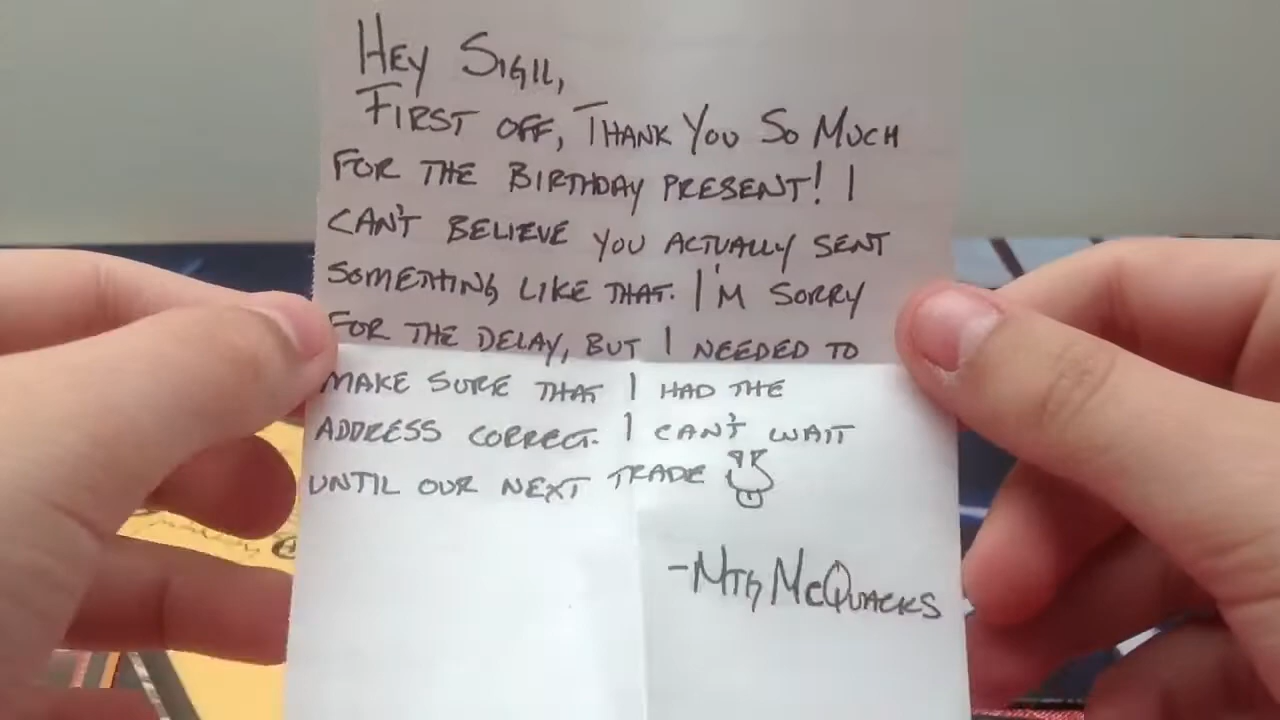 Hey Sigil,
First off, Thank You So Much
for the birthday present! I
can't believe you actually sent
something like that. I'm sorry
for the delay, but I needed to
make sure that I had the
address correct. I can't wait
until our next trade
-Mtg McQuacks